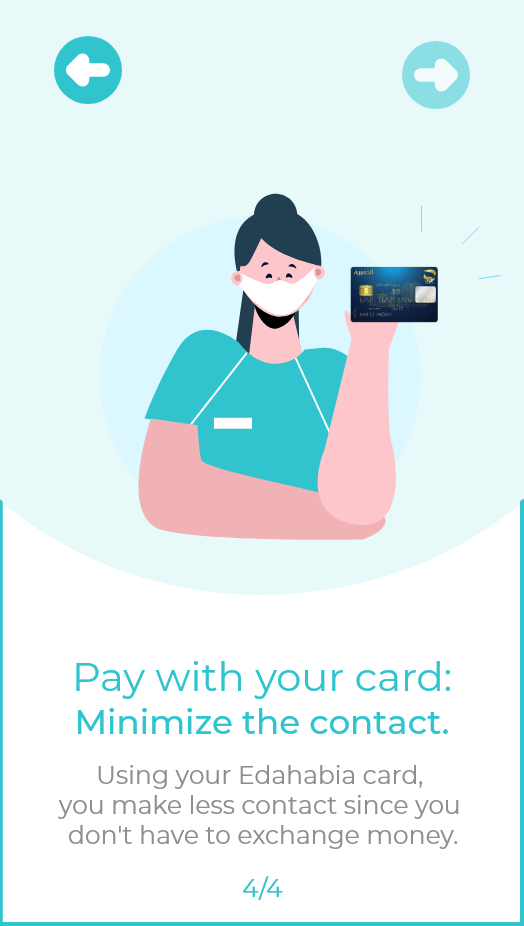 الذهبية
Pay with your card:
Minimize the contact.
Using your Edahabia card,
you make less contact since you
don't have to exchange money.
4/4